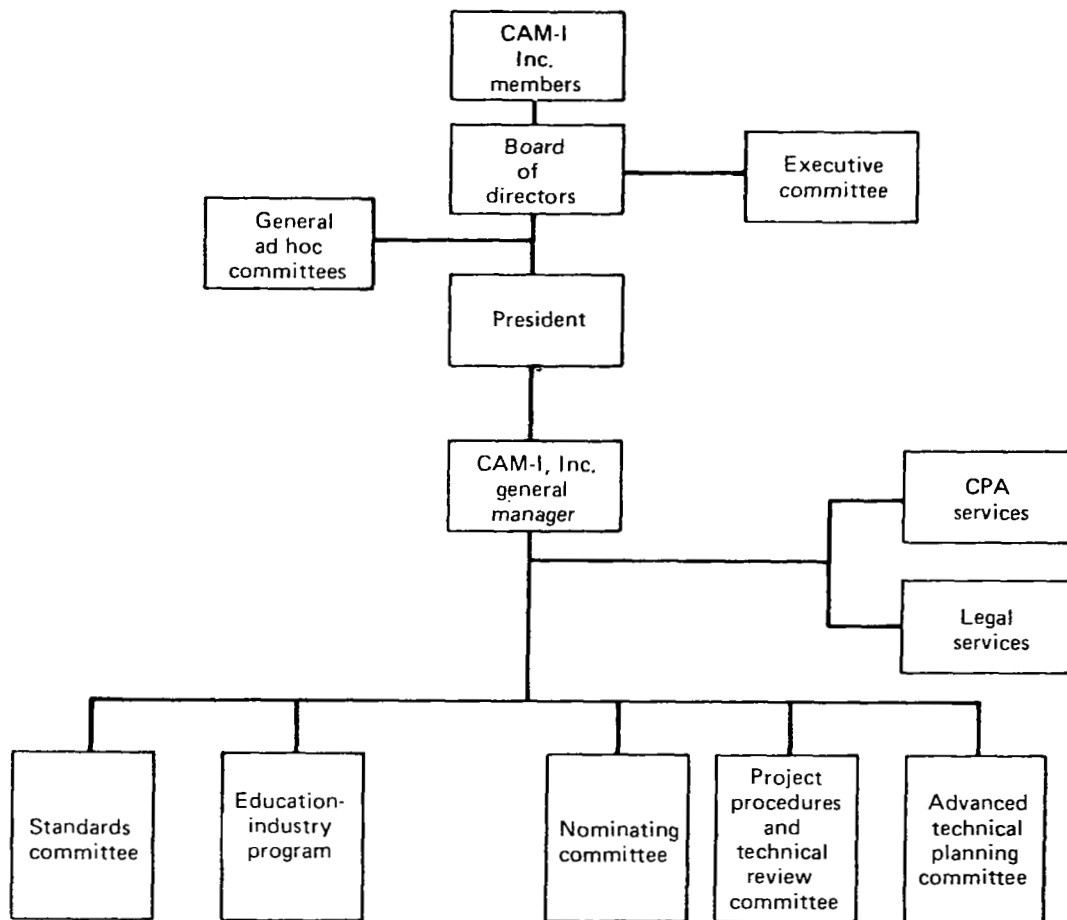 CAM-I
Inc.
members
Board
of
directors
Executive
committee
General
ad hoc
committees
President
CAM-I, Inc.
general
manager
CPA
services
Legal
services
Standards
committee
Education-
industry
program
Nominating
committee
Project
procedures
and
technical
review
committee
Advanced
technical
planning
committee